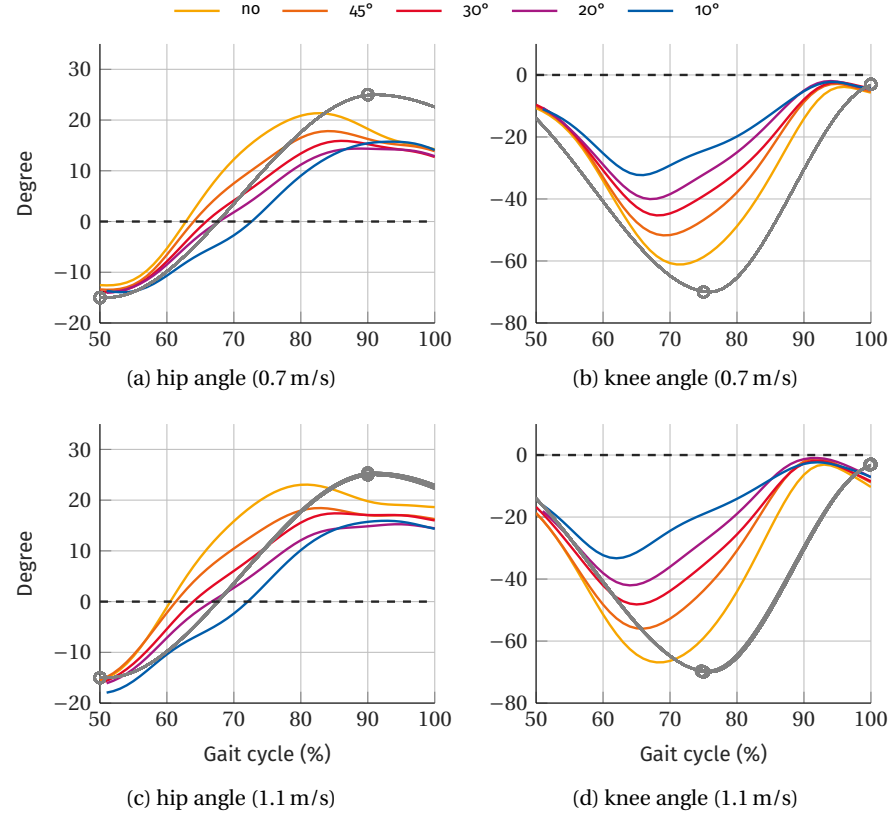 no 45° 30° 20° 10°
30
20
10
0
−10
−20
Degree
50 60 70 80 90 100
(a) hip angle (0.7 m/s)
0
−20
−40
−60
−80
50 60 70 80 90 100
(b) knee angle (0.7 m/s)
30
20
10
0
−10
−20
Degree
50 60 70 80 90 100
Gait cycle (%)
(c) hip angle (1.1 m/s)
0
−20
−40
−60
−80
50 60 70 80 90 100
Gait cycle (%)
(d) knee angle (1.1 m/s)